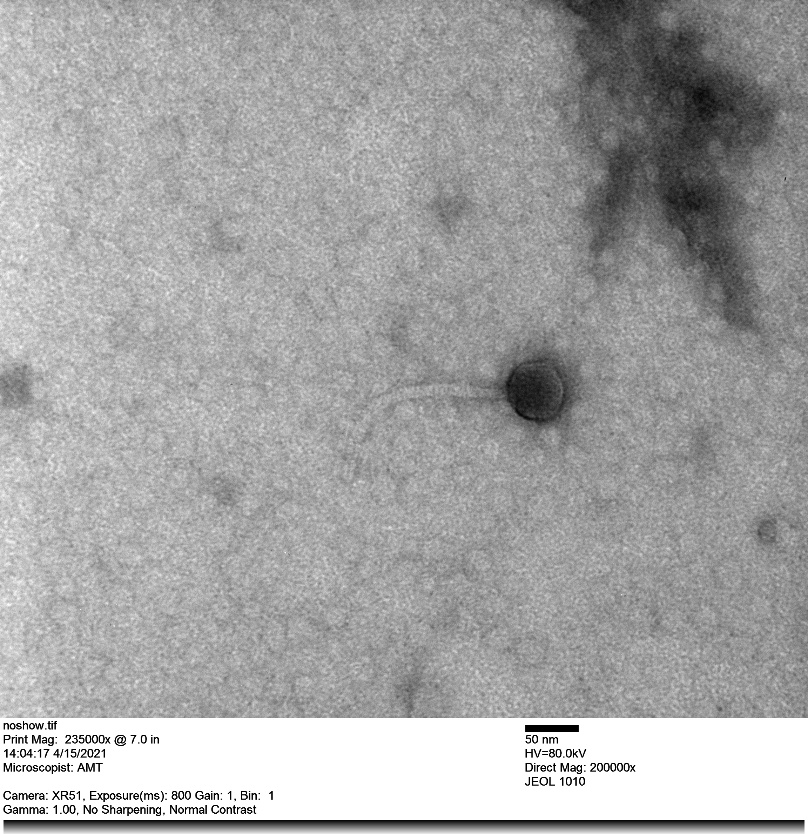 noshow.tif
Print Mag: 235000x @ 7.0 in
14:04:17 4/15/2021
Microscopist: AMT
Camera: XR51, Exposure(ms): 800 Gain: 1, Bin: 1
Gamma: 1.00, No Sharpening, Normal Contrast
50 nm
HV=80.0kV
Direct Mag: 200000x
JEOL 1010